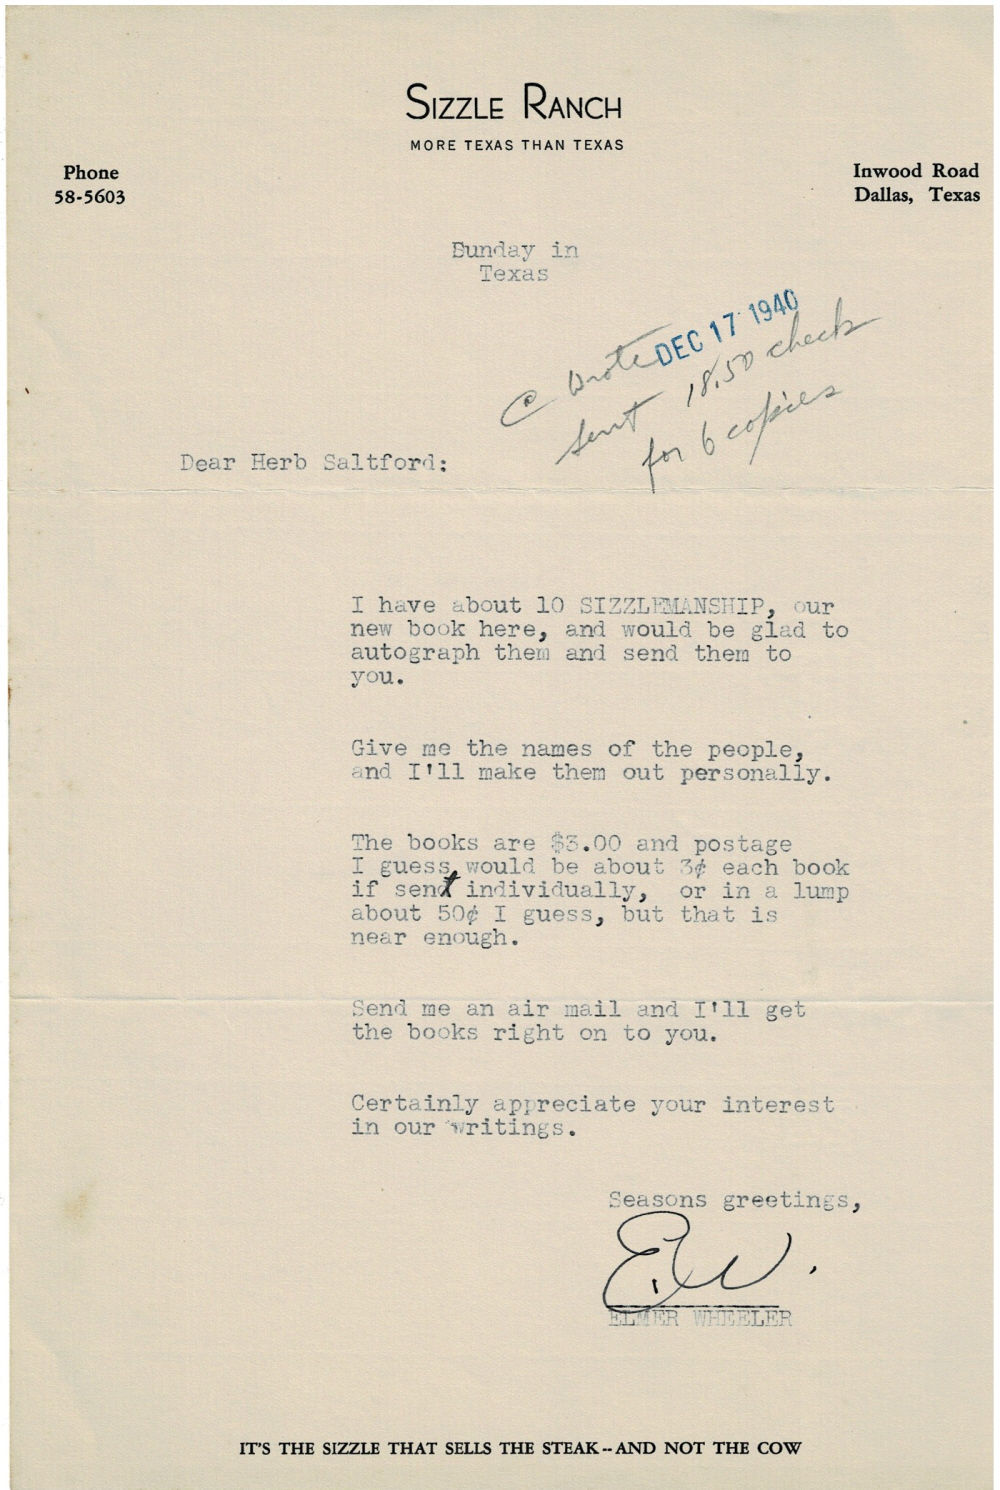 SIZZLE RANCH
MORE TEXAS THAN TEXAS
Phone
58-5603
Inwood Road
Dallas, Texas
Sunday in
Texas
DEC 17 1940
© wrote
sent 18.50 check
for 6 copies
Dear Herb Saltford:
I have about 10 SIZZLEMANSHIP, our
new book here, and would be glad to
autograph them and send them to
you.
Give me the names of the people,
and I'll make them out personally.
The books are $3.00 and postage
I guess, would be about 3¢ each book
if sent individually, or in a lump
about 50¢ I guess, but that is
near enough.
Send me an air mail and I'll get
the books right on to you.
Certainly appreciate your interest
in our writings.
Seasons greetings,
E.W.
ELMER WHEELER
IT'S THE SIZZLE THAT SELLS THE STEAK--AND NOT THE COW